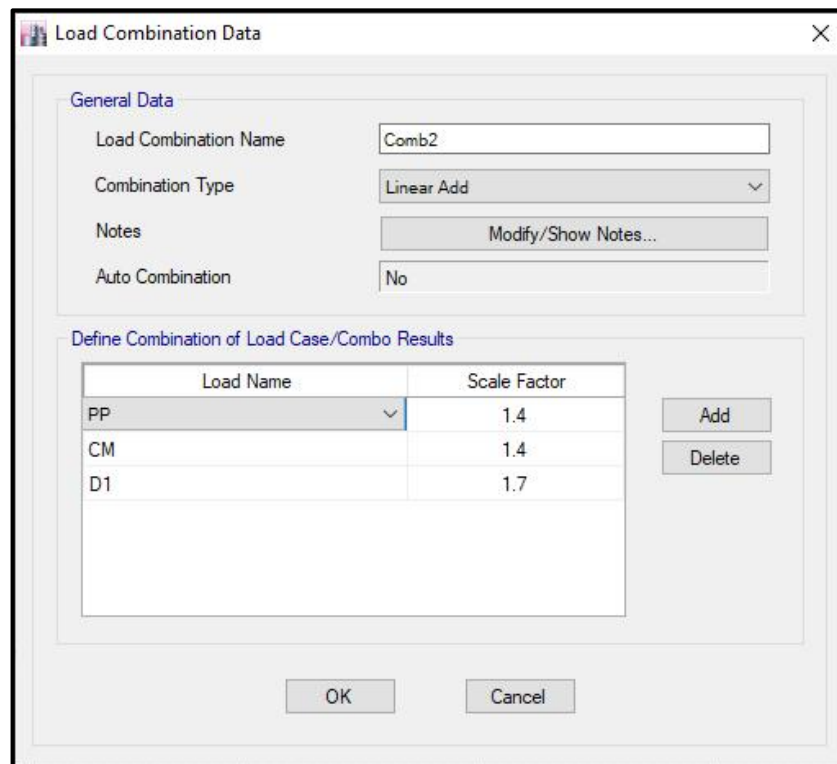 Load Combination Data
General Data
Load Combination Name Comb2
Combination Type Linear Add
Notes Modify/Show Notes...
Auto Combination No
Define Combination of Load Case/Combo Results
Load Name Scale Factor
PP 1.4 Add
CM 1.4 Delete
D1 1.7
OK Cancel